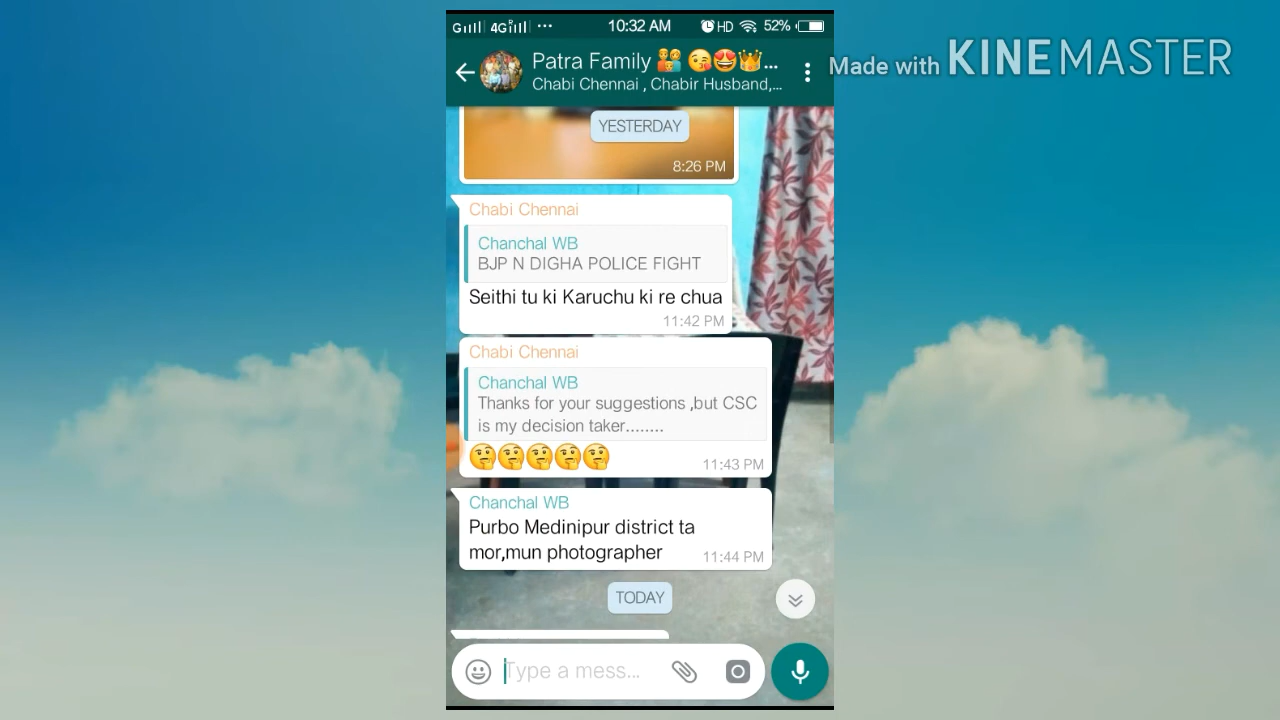 10:32 AM
HD
52%
Made with KINEMASTER
Patra Family
Chabi Chennai , Chabir Husband,...
YESTERDAY
8:26 PM
Chabi Chennai
Chanchal WB
BJP N DIGHA POLICE FIGHT
Seithi tu ki Karuchu ki re chua
11:42 PM
Chabi Chennai
Chanchal WB
Thanks for your suggestions ,but CSC
is my decision taker........
11:43 PM
Chanchal WB
Purbo Medinipur district ta
mor,mun photographer
11:44 PM
TODAY
Type a mess...